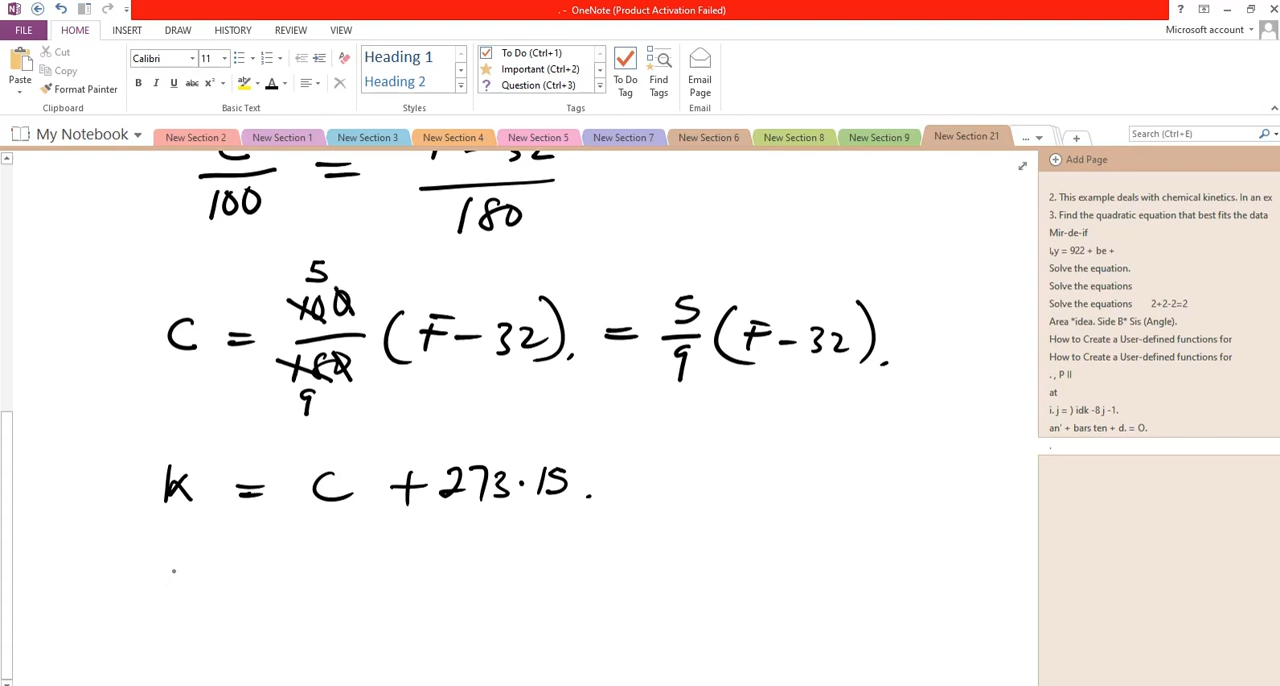 . - OneNote (Product Activation Failed)
FILE HOME INSERT DRAW HISTORY REVIEW VIEW
Microsoft account
Paste
Cut
Copy
Format Painter
Clipboard
Calibri 11
B I U abc x² A
Basic Text
Heading 1
Heading 2
Styles
To Do (Ctrl+1)
Important (Ctrl+2)
Question (Ctrl+3)
To Do Tag
Find Tags
Tags
Email Page
Email
My Notebook
New Section 2 New Section 1 New Section 3 New Section 4 New Section 5 New Section 7 New Section 6 New Section 8 New Section 9 New Section 21 ...
Search (Ctrl+E)
Add Page
2. This example deals with chemical kinetics. In an ex
3. Find the quadratic equation that best fits the data
Mir-de-if
I,y = 922 + be +
Solve the equation.
Solve the equations
Solve the equations 2+2-2=2
Area *idea. Side B* Sis (Angle).
How to Create a User-defined functions for
How to Create a User-defined functions for
. , P II
at
i. j = ) idk -8 j -1.
an' + bars ten + d. = O.
.
C/100 = F - 32/180
5
C = 100/180 (F - 32). = 5/9 (F - 32).
9
K = C + 273.15.